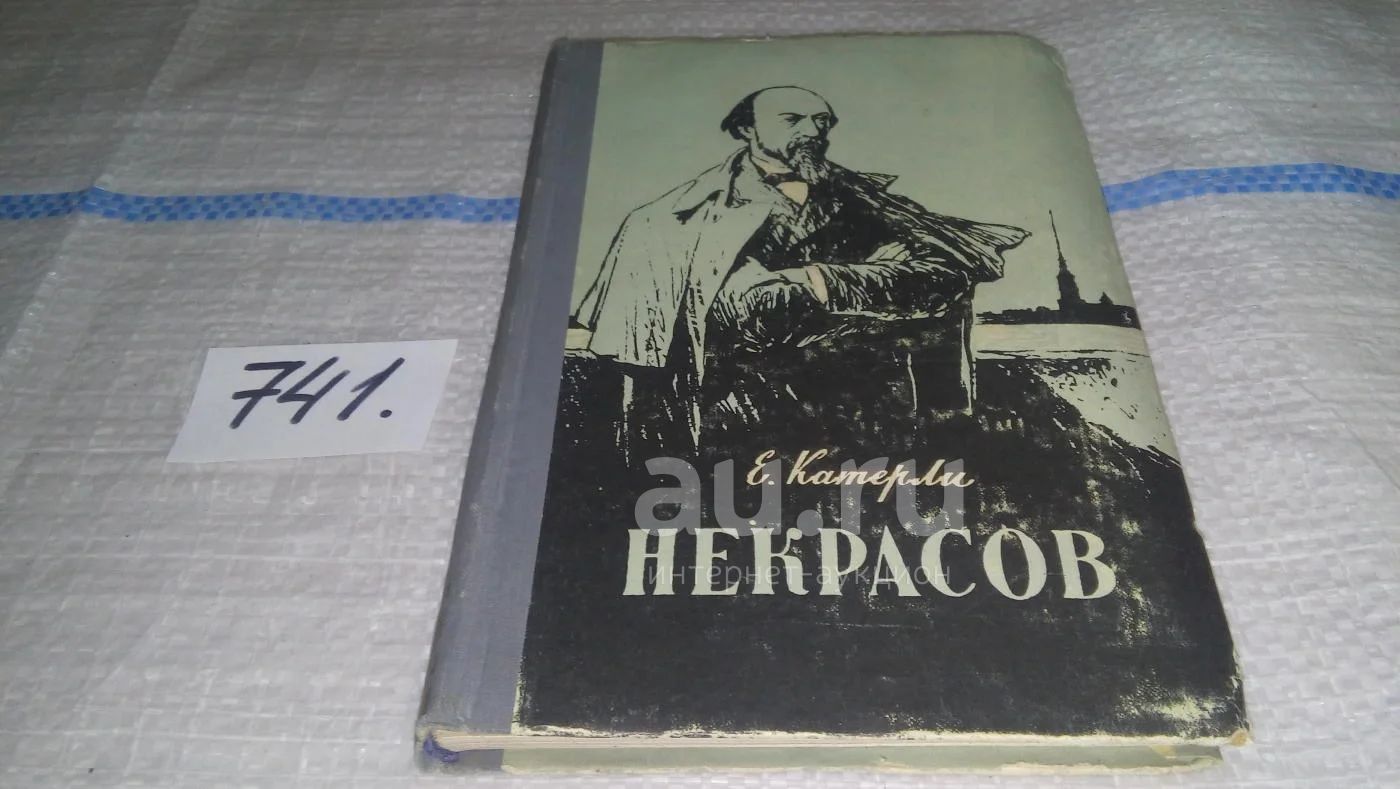 741.
Е. Катерли
НЕКРАСОВ
au.ru
интернет-аукцион